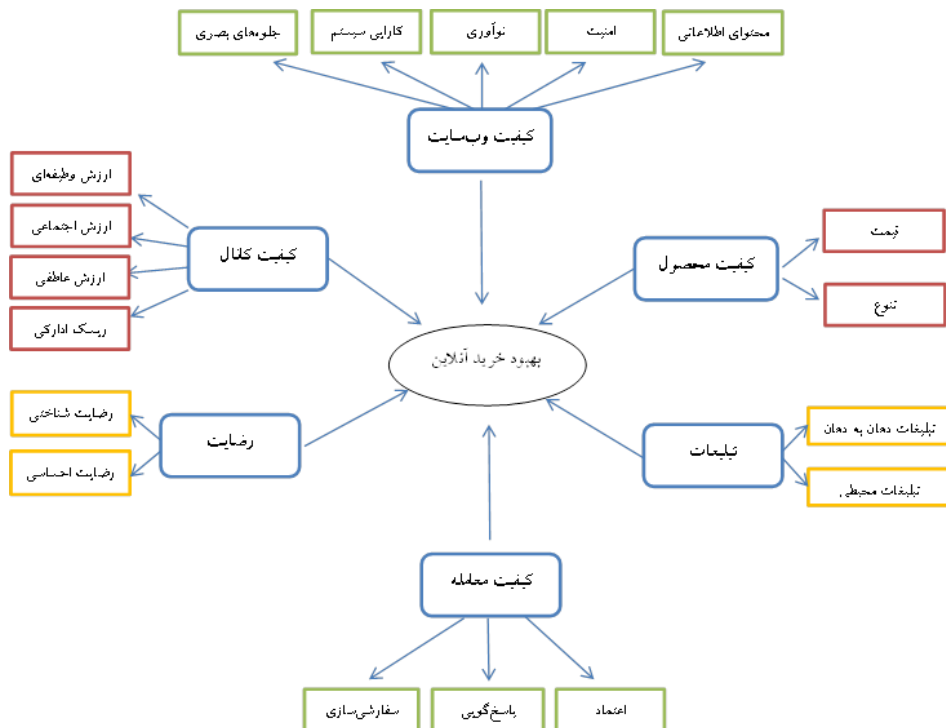 محتوای اطلاعاتی
امنیت
نوآوری
کارایی سیستم
جلوه‌های بصری
کیفیت وب‌سایت
ارزش وظیفه‌ای
ارزش اجتماعی
ارزش عاطفی
ریسک ادارکی
کیفیت کانال
کیفیت محصول
قیمت
تنوع
بهبود خرید آنلاین
رضایت شناختی
رضایت احساسی
رضایت
تبلیغات
تبلیغات دهان به دهان
تبلیغات محیطی
کیفیت معامله
اعتماد
پاسخ‌گویی
سفارشی‌سازی